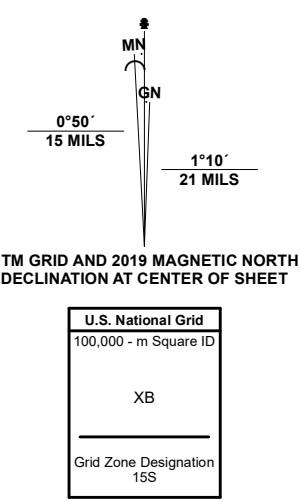 MN
GN
0°50´
15 MILS
1°10´
21 MILS
TM GRID AND 2019 MAGNETIC NORTH
DECLINATION AT CENTER OF SHEET
U.S. National Grid
100,000 - m Square ID
XB
Grid Zone Designation
15S